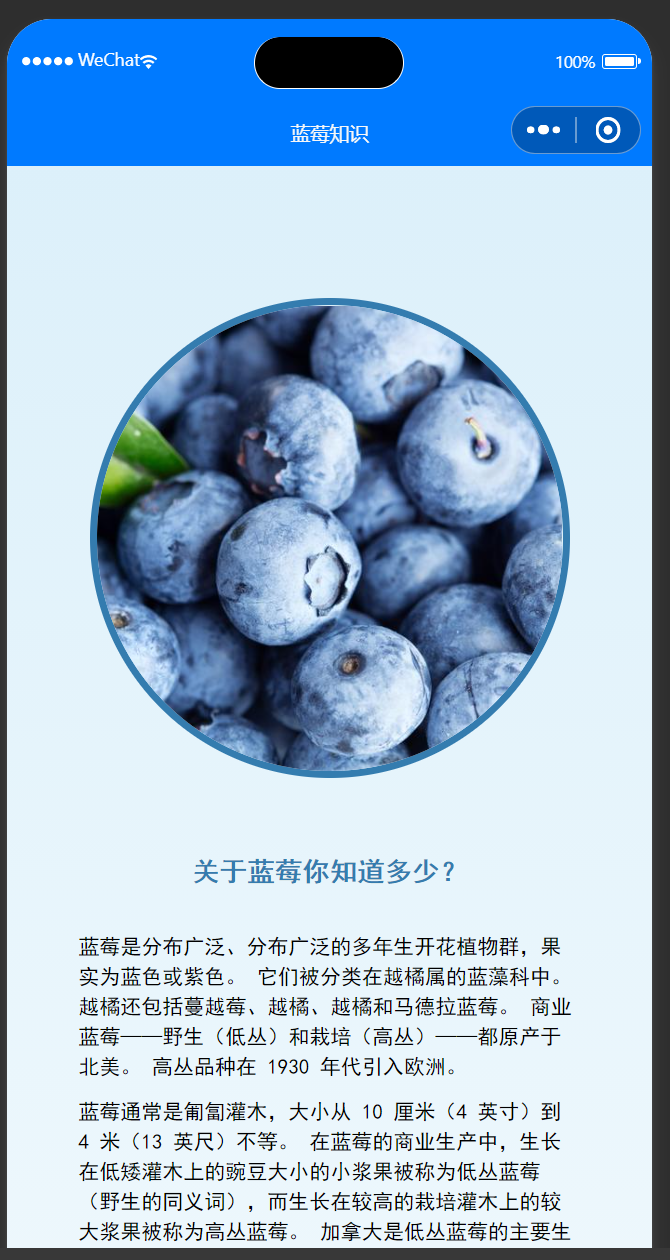 WeChat
100%
蓝莓知识
关于蓝莓你知道多少？
蓝莓是分布广泛、分布广泛的多年生开花植物群，果
实为蓝色或紫色。 它们被分类在越橘属的蓝藻科中。
越橘还包括蔓越莓、越橘、越橘和马德拉蓝莓。 商业
蓝莓——野生（低丛）和栽培（高丛）——都原产于
北美。 高丛品种在 1930 年代引入欧洲。
蓝莓通常是匍匐灌木，大小从 10 厘米（4 英寸）到
4 米（13 英尺）不等。 在蓝莓的商业生产中，生长
在低矮灌木上的豌豆大小的小浆果被称为低丛蓝莓
（野生的同义词），而生长在较高的栽培灌木上的较
大浆果被称为高丛蓝莓。 加拿大是低丛蓝莓的主要生